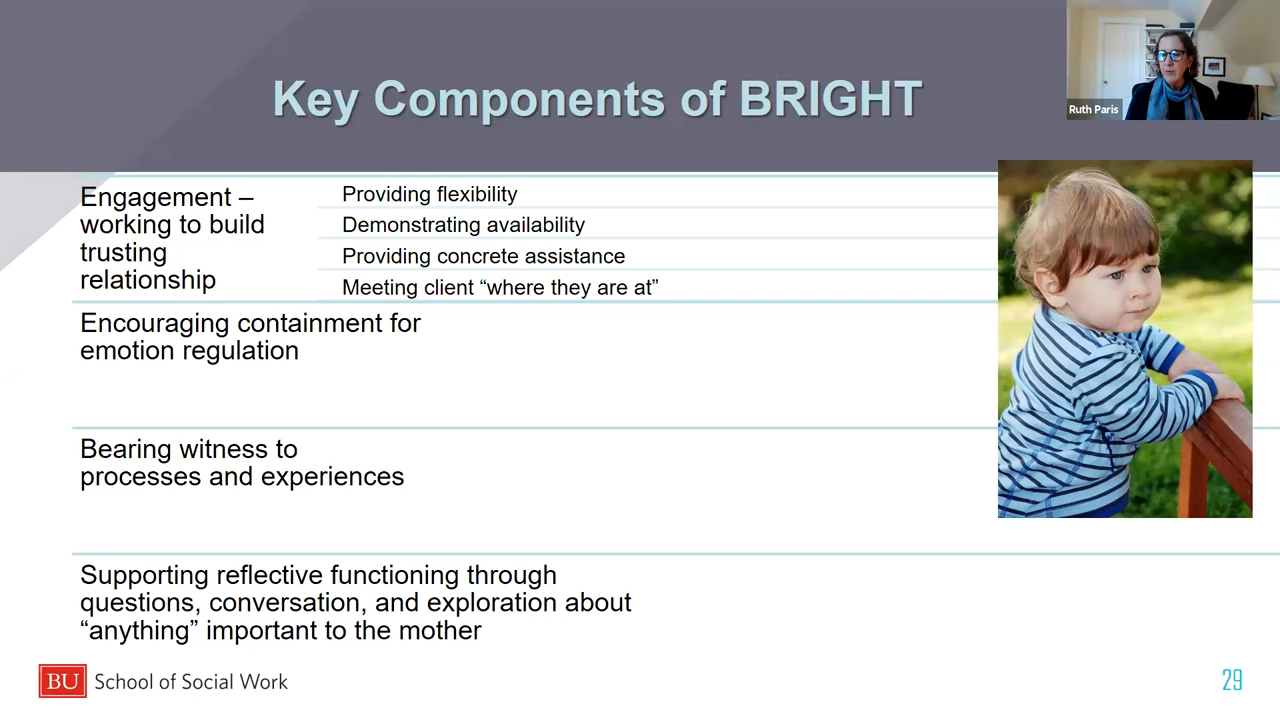 Key Components of BRIGHT
Ruth Paris
Engagement –
working to build
trusting
relationship
Providing flexibility
Demonstrating availability
Providing concrete assistance
Meeting client “where they are at”
Encouraging containment for
emotion regulation
Bearing witness to
processes and experiences
Supporting reflective functioning through
questions, conversation, and exploration about
“anything” important to the mother
BU School of Social Work
29